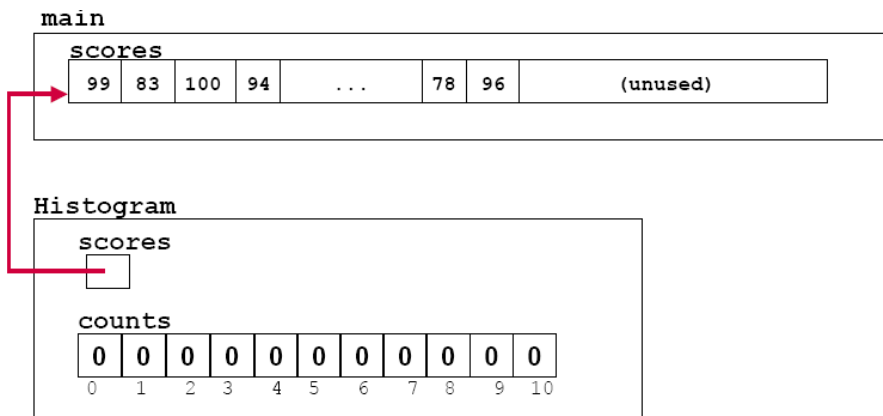 main
scores
99 83 100 94 ... 78 96 (unused)
Histogram
scores
counts
0 0 0 0 0 0 0 0 0 0 0
0 1 2 3 4 5 6 7 8 9 10